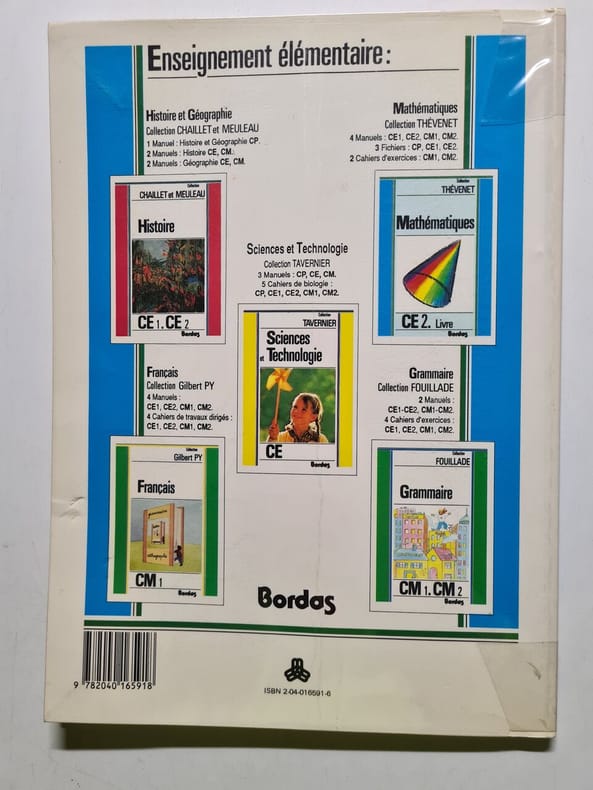 Enseignement élémentaire :
Histoire et Géographie
Collection CHAILLET et MEULEAU
1 Manuel : Histoire et Géographie CP.
2 Manuels : Histoire CE, CM.
2 Manuels : Géographie CE, CM.
Mathématiques
Collection THÉVENET
4 Manuels : CE1, CE2, CM1, CM2.
3 Fichiers : CP, CE1, CE2.
2 Cahiers d'exercices : CM1, CM2.
Collection
CHAILLET et MEULEAU
Histoire
CE 1. CE 2
Bordas
Collection
THÉVENET
Mathématiques
CE 2. Livre
Bordas
Sciences et Technologie
Collection TAVERNIER
3 Manuels : CP, CE, CM.
5 Cahiers de biologie :
CP, CE1, CE2, CM1, CM2.
Collection
TAVERNIER
Sciences
et Technologie
CE
Bordas
Français
Collection Gilbert PY
4 Manuels :
CE1, CE2, CM1, CM2.
4 Cahiers de travaux dirigés :
CE1, CE2, CM1, CM2.
Grammaire
Collection FOUILLADE
2 Manuels :
CE1-CE2, CM1-CM2.
4 Cahiers d'exercices :
CE1, CE2, CM1, CM2.
Collection
Gilbert PY
Français
orthographe
CM 1
Bordas
Collection
FOUILLADE
Grammaire
CM 1. CM 2
Bordas
Bordas
9 782040 165918
ISBN 2-04-016591-6